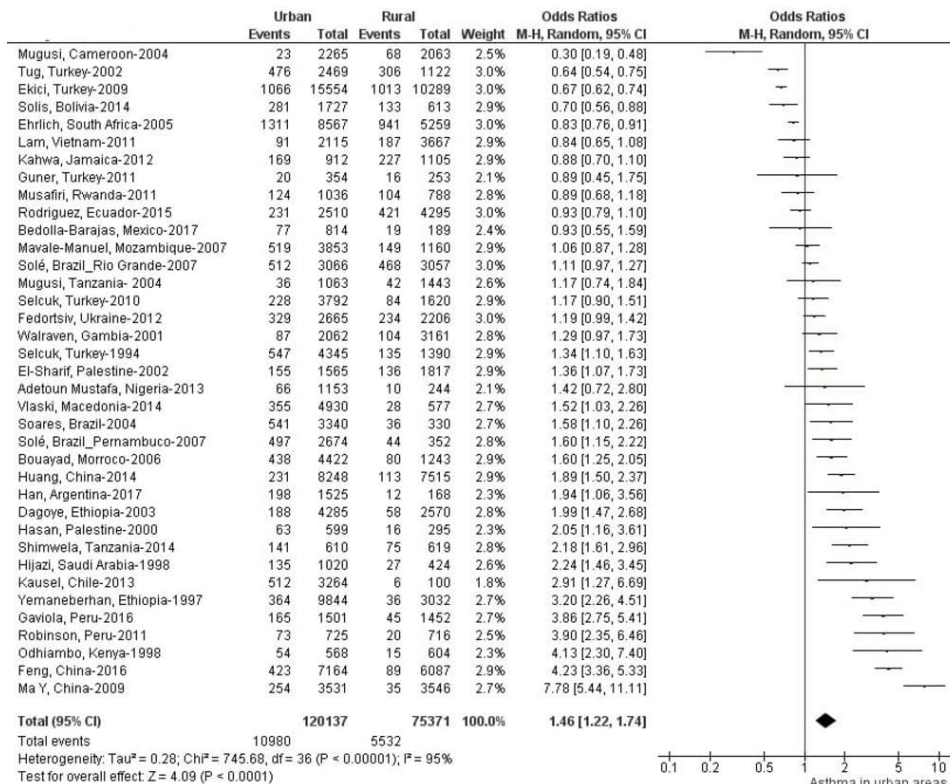 Urban Rural Odds Ratios Odds Ratios
Events Total Events Total Weight M-H, Random, 95% CI M-H, Random, 95% CI
Mugusi, Cameroon-2004 23 2265 68 2063 2.5% 0.30 [0.19, 0.48]
Tug, Turkey-2002 476 2469 306 1122 3.0% 0.64 [0.54, 0.75]
Ekici, Turkey-2009 1066 15554 1013 10289 3.0% 0.67 [0.62, 0.74]
Solis, Bolivia-2014 281 1727 133 613 2.9% 0.70 [0.56, 0.88]
Ehrlich, South Africa-2005 1311 8567 941 5259 3.0% 0.83 [0.76, 0.91]
Lam, Vietnam-2011 91 2115 187 3667 2.9% 0.84 [0.65, 1.08]
Kahwa, Jamaica-2012 169 912 227 1105 2.9% 0.88 [0.70, 1.10]
Guner, Turkey-2011 20 354 16 253 2.1% 0.89 [0.45, 1.75]
Musafiri, Rwanda-2011 124 1036 104 788 2.9% 0.89 [0.68, 1.18]
Rodriguez, Ecuador-2015 231 2510 421 4295 2.9% 0.93 [0.79, 1.10]
Bedolla-Barajas, Mexico-2017 77 814 19 189 2.4% 0.93 [0.55, 1.59]
Mavale-Manuel, Mozambique-2007 519 3853 149 1160 2.9% 1.06 [0.87, 1.28]
Solé, Brazil_Rio Grande-2007 512 3066 468 3057 3.0% 1.11 [0.97, 1.27]
Mugusi, Tanzania- 2004 36 1063 42 1443 2.6% 1.17 [0.74, 1.84]
Selcuk, Turkey-2010 228 3792 84 1620 2.9% 1.17 [0.90, 1.51]
Fedortsiv, Ukraine-2012 329 2665 234 2206 2.9% 1.19 [0.99, 1.42]
Walraven, Gambia-2001 87 2062 104 3161 2.8% 1.29 [0.97, 1.73]
Selcuk, Turkey-1994 547 4345 135 1390 2.9% 1.34 [1.10, 1.63]
El-Sharif, Palestine-2002 155 1565 136 1817 2.9% 1.36 [1.07, 1.73]
Adetoun Mustafa, Nigeria-2013 66 1153 10 244 2.1% 1.42 [0.72, 2.80]
Vlaski, Macedonia-2014 355 4930 28 577 2.7% 1.52 [1.03, 2.26]
Soares, Brazil-2004 541 3340 36 330 2.8% 1.58 [1.10, 2.26]
Solé, Brazil_Pernambuco-2007 497 2674 44 352 2.8% 1.60 [1.15, 2.22]
Bouayad, Morroco-2006 438 4422 80 1243 2.9% 1.60 [1.25, 2.05]
Huang, China-2014 231 8248 113 7515 2.9% 1.89 [1.50, 2.37]
Han, Argentina-2017 198 1525 12 168 2.3% 1.94 [1.06, 3.56]
Dagoye, Ethiopia-2003 188 4285 58 2570 2.8% 1.99 [1.47, 2.68]
Hasan, Palestine-2000 63 599 16 295 2.4% 2.05 [1.16, 3.61]
Shimwela, Tanzania-2014 141 610 75 619 2.8% 2.18 [1.61, 2.96]
Hijazi, Saudi Arabia-1998 135 1020 27 424 2.6% 2.24 [1.46, 3.45]
Kausel, Chile-2013 512 3264 6 100 1.8% 2.91 [1.27, 6.69]
Yemaneberhan, Ethiopia-1997 364 9844 36 3032 2.7% 3.20 [2.26, 4.51]
Gaviola, Peru-2016 165 1501 45 1452 2.8% 3.86 [2.75, 5.41]
Robinson, Peru-2011 73 725 20 716 2.5% 3.90 [2.35, 6.46]
Odhiambo, Kenya-1998 54 568 15 604 2.3% 4.13 [2.30, 7.40]
Feng, China-2016 423 7164 89 6087 2.9% 4.23 [3.36, 5.33]
Ma Y, China-2009 254 3531 35 3546 2.7% 7.78 [5.44, 11.11]
Total (95% CI) 120137 75371 100.0% 1.46 [1.22, 1.74]
Total events 10980 5532
Heterogeneity: Tau² = 0.28; Chi² = 745.68, df = 36 (P < 0.00001); I² = 95%
Test for overall effect: Z = 4.09 (P < 0.0001)
0.1 0.2 0.5 1 2 5 10
Asthma in urban areas